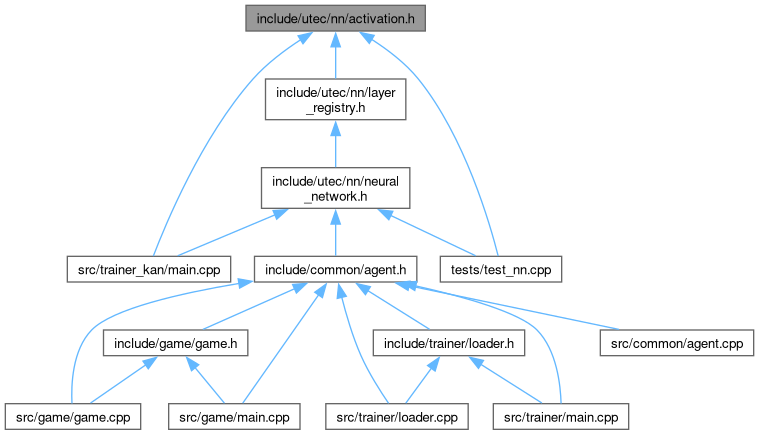 include/utec/nn/activation.h
include/utec/nn/layer
_registry.h
include/utec/nn/neural
_network.h
src/trainer_kan/main.cpp
include/common/agent.h
tests/test_nn.cpp
include/game/game.h
include/trainer/loader.h
src/common/agent.cpp
src/game/game.cpp
src/game/main.cpp
src/trainer/loader.cpp
src/trainer/main.cpp